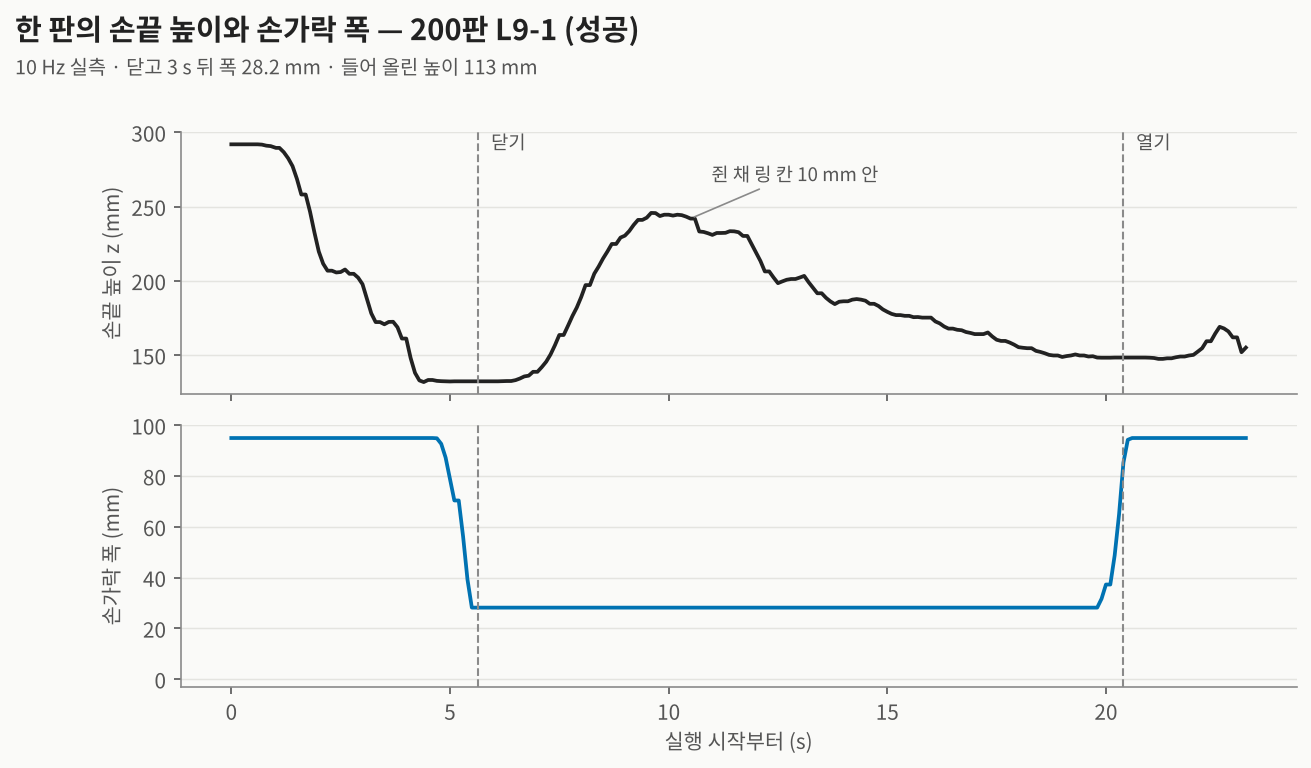 한 판의 손끝 높이와 손가락 폭 — 200판 L9-1 (성공)
10 Hz 실측 · 닫고 3 s 뒤 폭 28.2 mm · 들어 올린 높이 113 mm
손끝 높이 z (mm)
300
250
200
150
닫기
쥔 채 링 칸 10 mm 안
열기
손가락 폭 (mm)
100
80
60
40
20
0
0 5 10 15 20
실행 시작부터 (s)